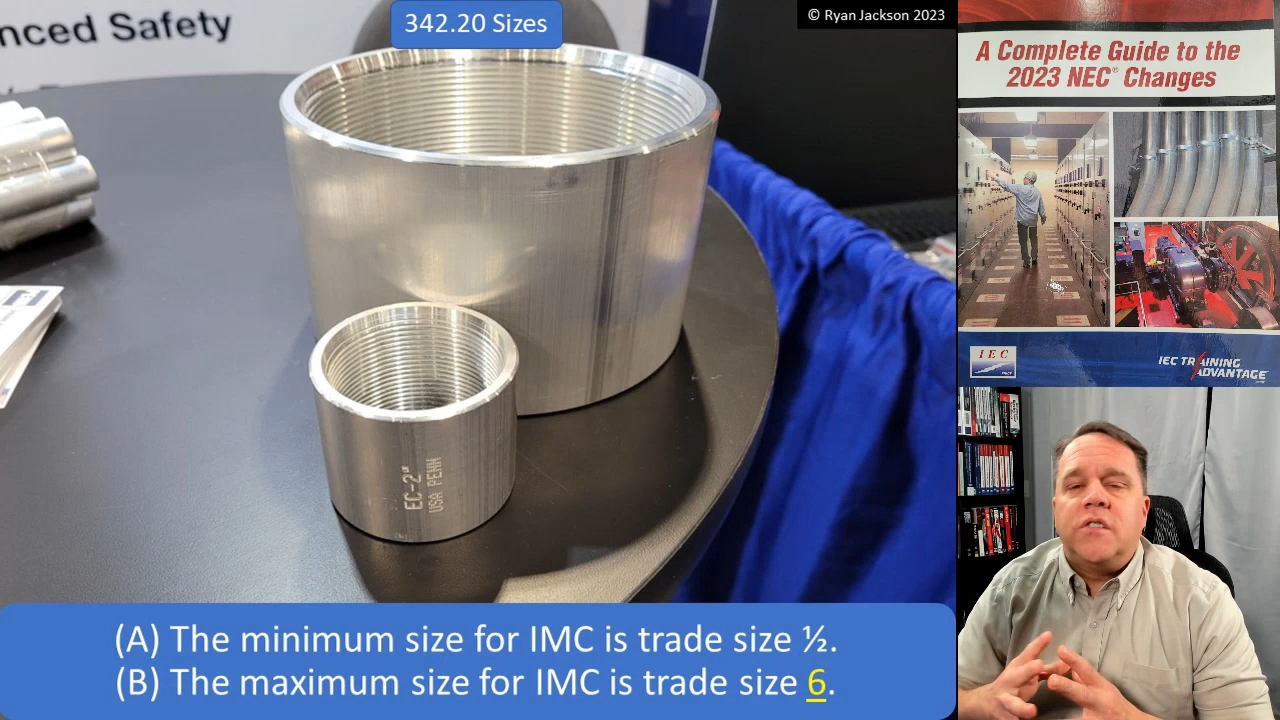 nced Safety
342.20 Sizes
© Ryan Jackson 2023
EC-2"
USA PENN
(A) The minimum size for IMC is trade size ½.
(B) The maximum size for IMC is trade size 6.
A Complete Guide to the
2023 NEC® Changes
IEC
IEC TRAINING
ADVANTAGE